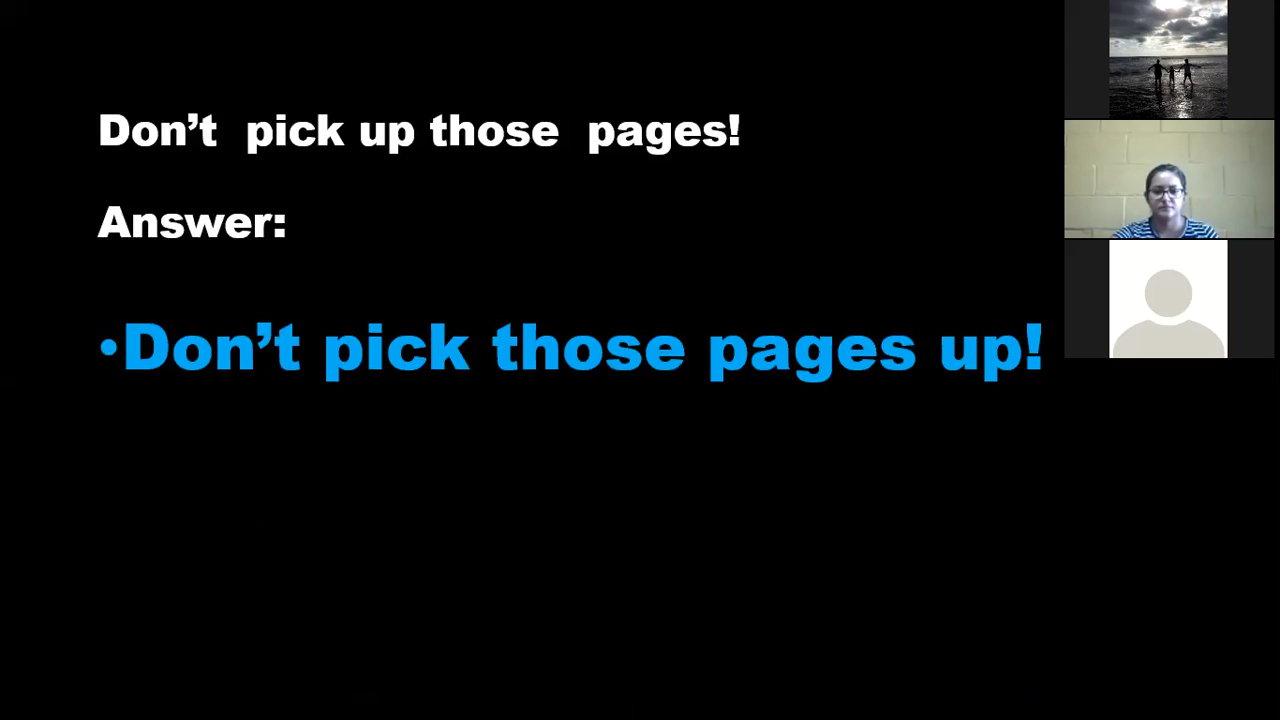 Don’t pick up those pages!
Answer:
•Don’t pick those pages up!